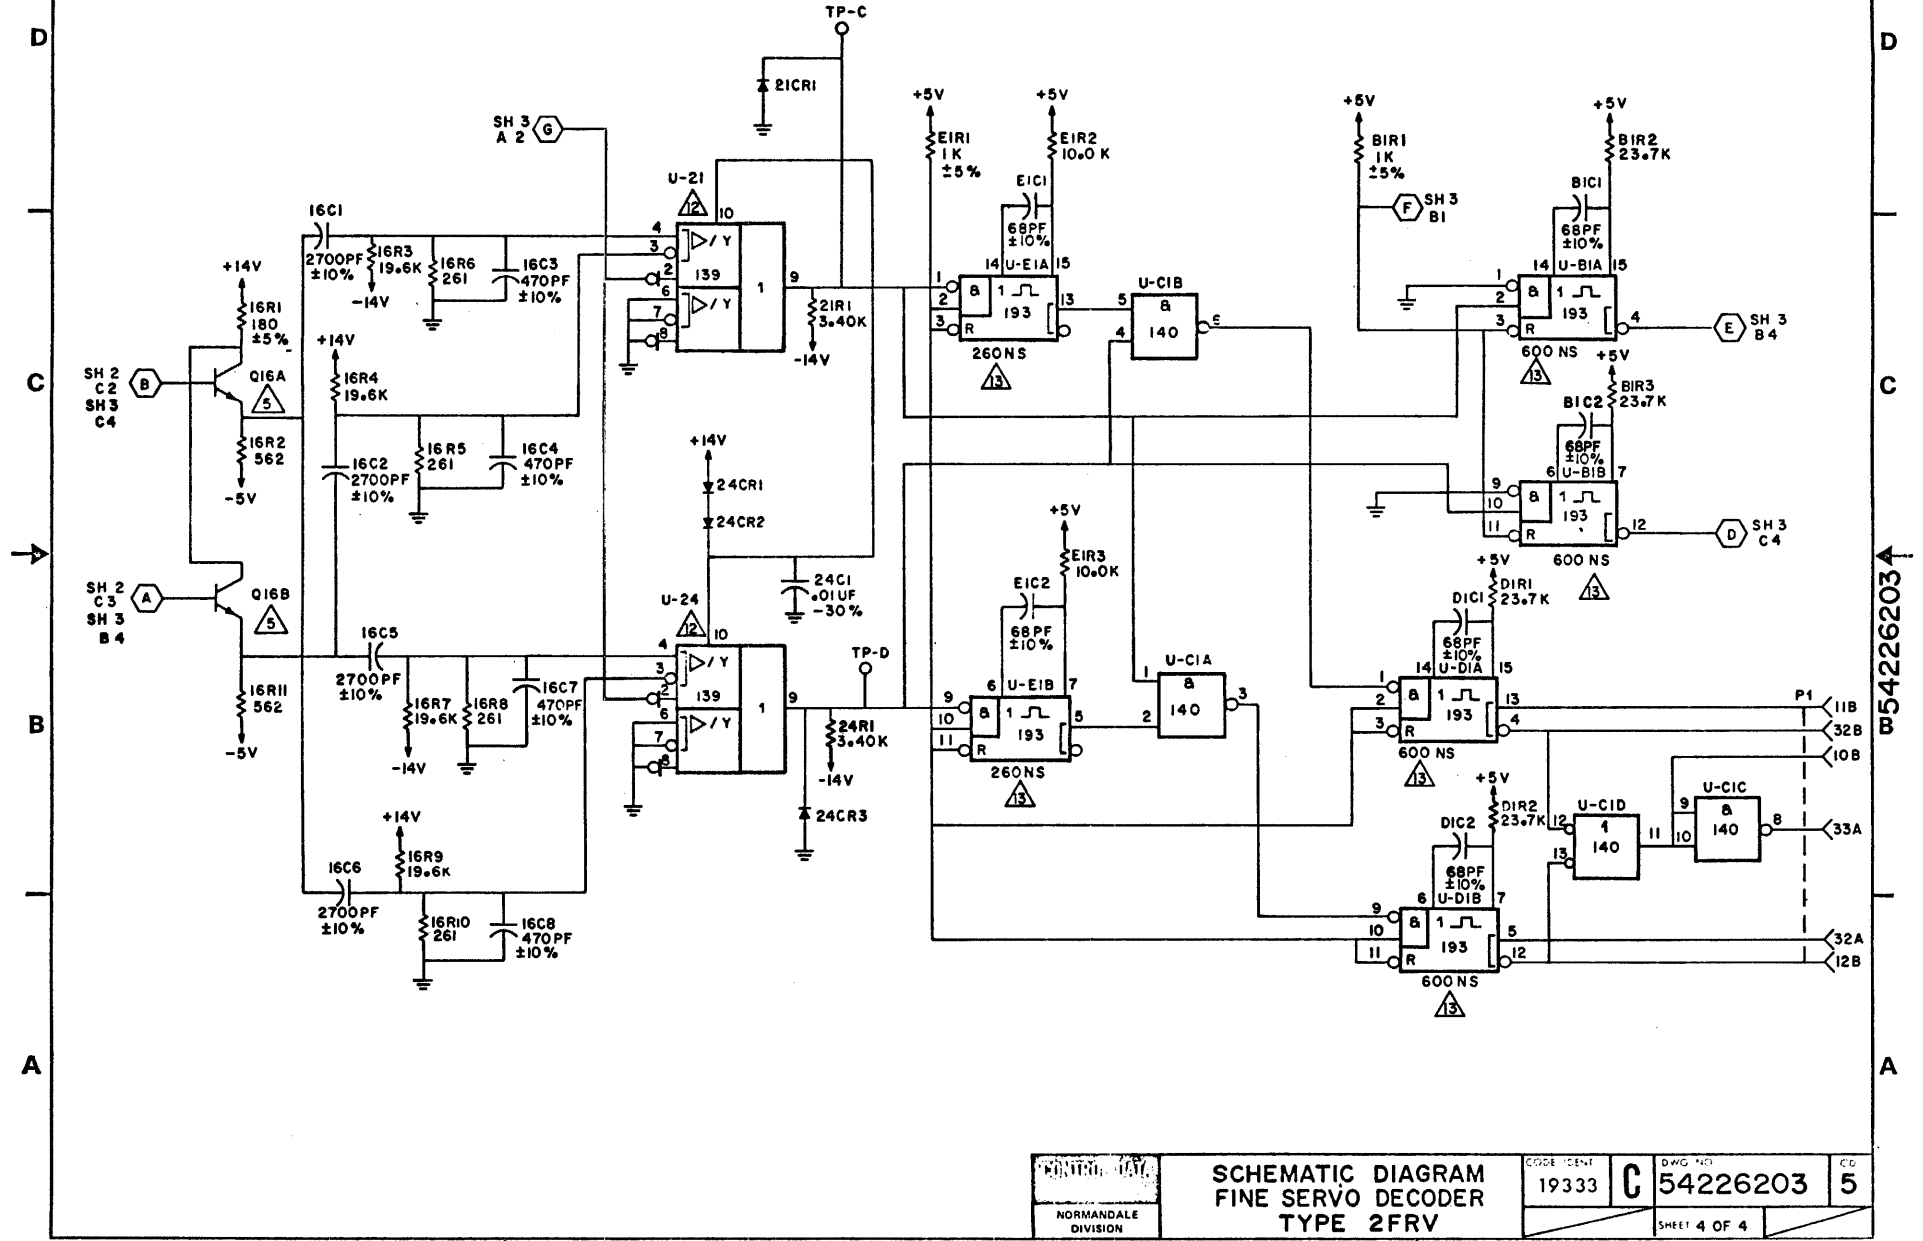 D
D
TP-C
21CR1
SH 3
A 2
G
+5V
E1R1
1K
±5%
+5V
E1R2
10.0 K
E1C1
68PF
±10%
+5V
B1R1
1K
±5%
F
SH 3
B1
+5V
B1R2
23.7K
B1C1
68PF
±10%
U-21
12
10
16C1
2700PF
±10%
16R3
19.6K
-14V
16R6
261
16C3
470PF
±10%
4
3
2
6
7
8
▷/ Y
139
▷/ Y
1
9
21R1
3.40K
-14V
14 U-E1A 15
1
2
3
&
R
1
193
13
260NS
13
U-C1B
5
4
&
140
6
14 U-B1A 15
1
2
3
&
R
1
193
4
600 NS
13
E
SH 3
B4
+14V
16R1
180
±5%
+14V
16R4
19.6K
C
C
SH 2
C2
SH3
C4
B
Q16A
5
16R2
562
-5V
16C2
2700PF
±10%
16R5
261
16C4
470PF
±10%
+5V
B1R3
23.7K
B1C2
68PF
±10%
6 U-B1B 7
9
10
11
&
R
1
193
12
600 NS
13
D
SH 3
C4
+14V
24CR1
24CR2
24C1
.01UF
-30%
+5V
E1R3
10.0K
E1C2
68PF
±10%
+5V
D1R1
23.7K
D1C1
68PF
±10%
SH 2
C3
SH 3
B4
A
Q16B
5
U-24
12
10
16C5
2700PF
±10%
16R11
562
-5V
16R7
19.6K
-14V
16R8
261
16C7
470PF
±10%
4
3
2
6
7
8
▷/ Y
139
▷/ Y
1
9
TP-D
24R1
3.40K
-14V
24CR3
6 U-E1B 7
9
10
11
&
R
1
193
5
260NS
13
U-C1A
1
2
&
140
3
14 U-D1A 15
1
2
3
&
R
1
193
13
4
600 NS
13
P1
11B
32B
10B
54226203
B
B
+5V
D1R2
23.7K
D1C2
68PF
±10%
U-C1D
12
13
1
140
11
U-C1C
9
10
&
140
8
33A
+14V
16R9
19.6K
16C6
2700PF
±10%
16R10
261
16C8
470PF
±10%
6 U-D1B 7
9
10
11
&
R
1
193
5
12
600 NS
13
32A
12B
A
A
CONTROL DATA
NORMANDALE
DIVISION
SCHEMATIC DIAGRAM
FINE SERVO DECODER
TYPE 2FRV
CODE IDENT
19333
C
DWG NO
54226203
CD
5
SHEET 4 OF 4